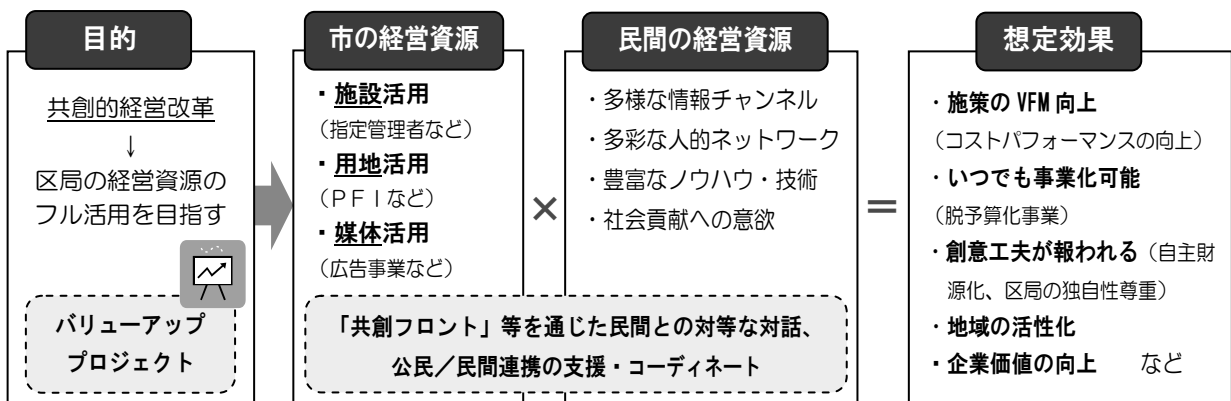 目的
共創的経営改革
↓
区局の経営資源の
フル活用を目指す
バリューアップ
プロジェクト
市の経営資源
・施設活用
（指定管理者など）
・用地活用
（ＰＦＩなど）
・媒体活用
（広告事業など）
×
民間の経営資源
・多様な情報チャンネル
・多彩な人的ネットワーク
・豊富なノウハウ・技術
・社会貢献への意欲
「共創フロント」等を通じた民間との対等な対話、
公民／民間連携の支援・コーディネート
＝
想定効果
・施策の VFM 向上
（コストパフォーマンスの向上）
・いつでも事業化可能
（脱予算化事業）
・創意工夫が報われる（自主財
源化、区局の独自性尊重）
・地域の活性化
・企業価値の向上　など